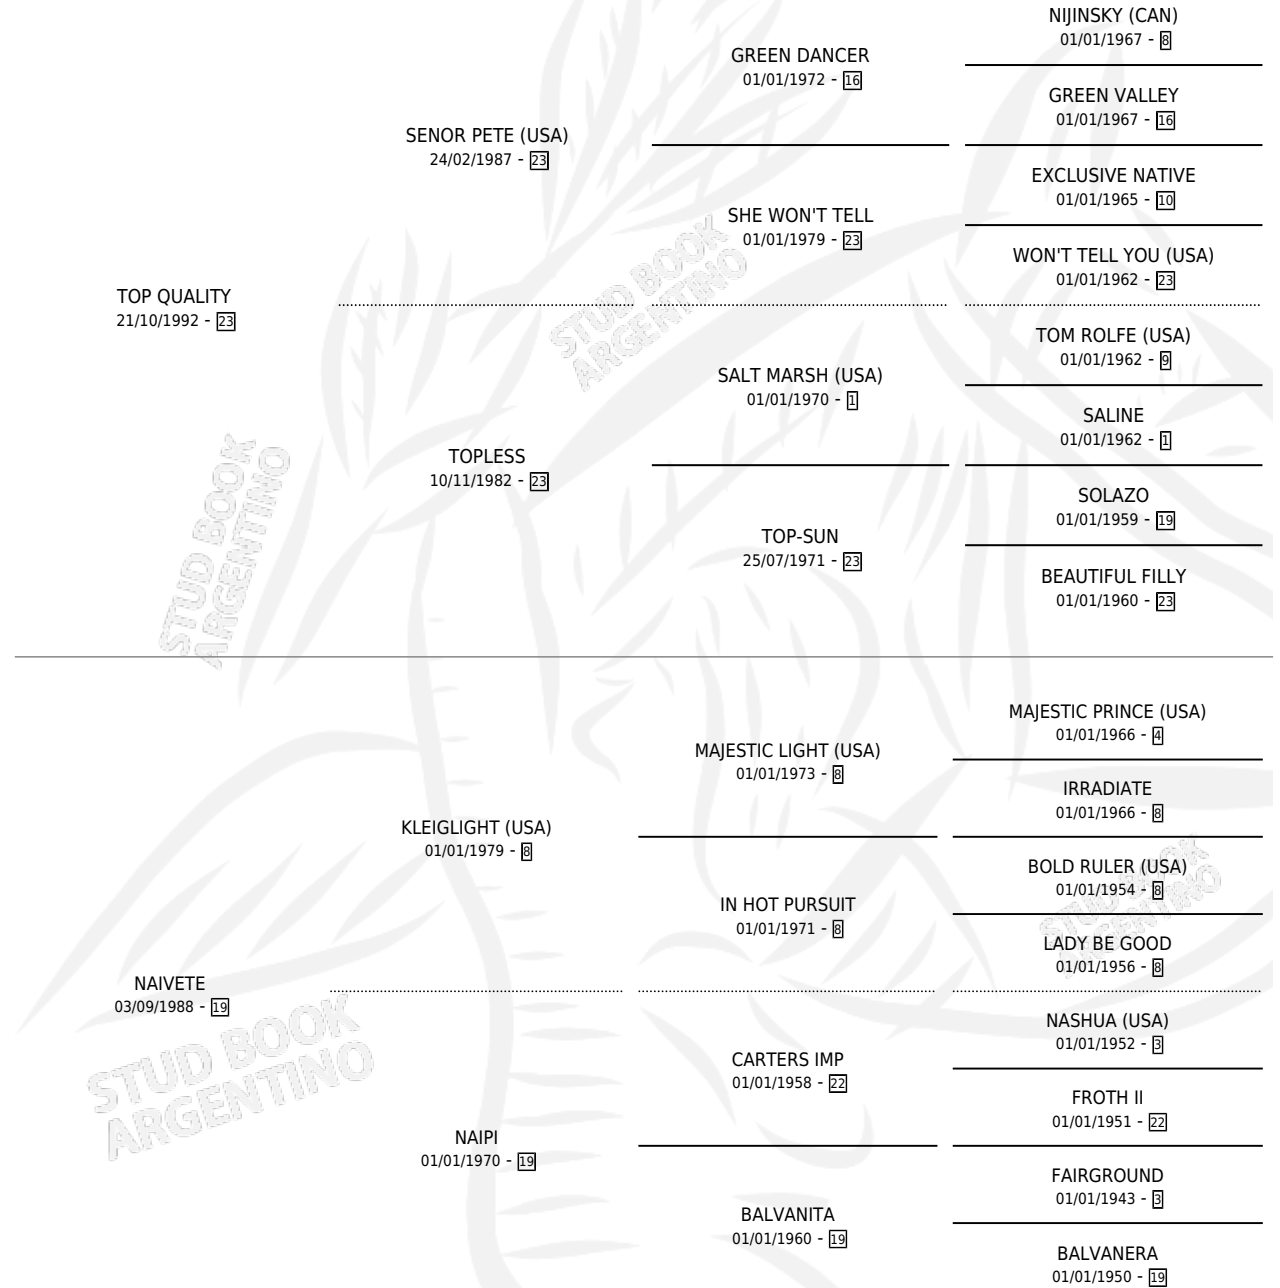 NIJINSKY (CAN)
01/01/1967 - 8
GREEN DANCER
01/01/1972 - 16
GREEN VALLEY
01/01/1967 - 16
SENOR PETE (USA)
24/02/1987 - 23
EXCLUSIVE NATIVE
01/01/1965 - 10
SHE WON'T TELL
01/01/1979 - 23
WON'T TELL YOU (USA)
01/01/1962 - 23
TOP QUALITY
21/10/1992 - 23
TOM ROLFE (USA)
01/01/1962 - 9
SALT MARSH (USA)
01/01/1970 - 1
SALINE
01/01/1962 - 1
TOPLESS
10/11/1982 - 23
SOLAZO
01/01/1959 - 19
TOP-SUN
25/07/1971 - 23
BEAUTIFUL FILLY
01/01/1960 - 23
MAJESTIC PRINCE (USA)
01/01/1966 - 4
MAJESTIC LIGHT (USA)
01/01/1973 - 8
IRRADIATE
01/01/1966 - 8
KLEIGLIGHT (USA)
01/01/1979 - 8
BOLD RULER (USA)
01/01/1954 - 8
IN HOT PURSUIT
01/01/1971 - 8
LADY BE GOOD
01/01/1956 - 8
NAIVETE
03/09/1988 - 19
NASHUA (USA)
01/01/1952 - 3
CARTERS IMP
01/01/1958 - 22
FROTH II
01/01/1951 - 22
NAIPI
01/01/1970 - 19
FAIRGROUND
01/01/1943 - 3
BALVANITA
01/01/1960 - 19
BALVANERA
01/01/1950 - 19
STUD BOOK
ARGENTINO
STUD BOOK
ARGENTINO
STUD BOOK
ARGENTINO
STUD BOOK
ARGENTINO